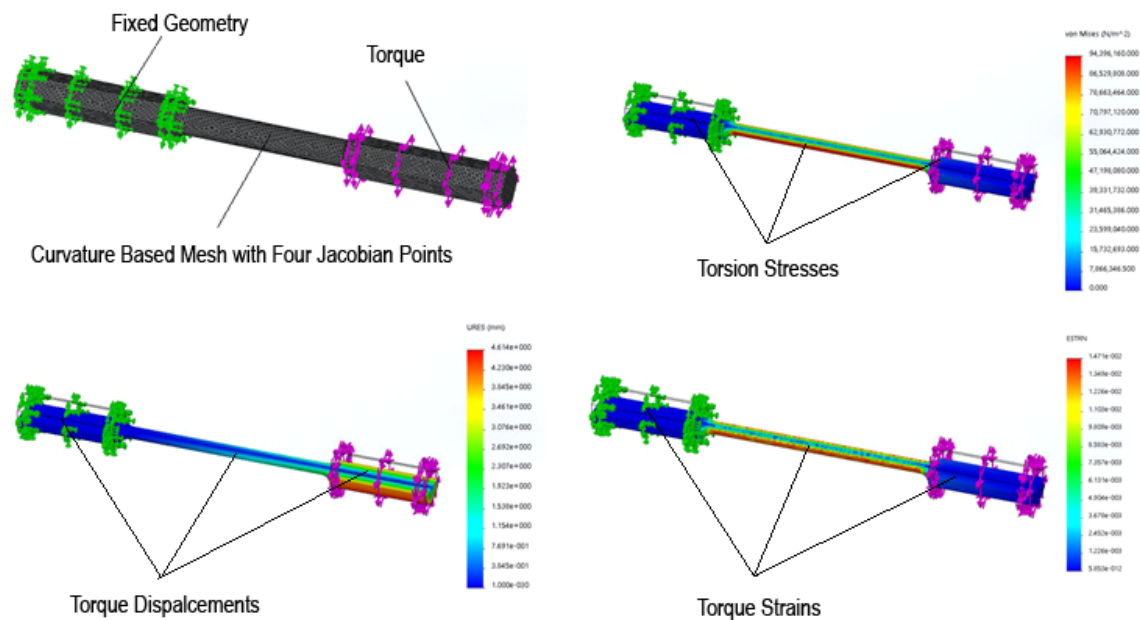 Fixed Geometry
Torque
Curvature Based Mesh with Four Jacobian Points
von Mises (N/m^2)
94,396,160.000
86,529,808.000
78,663,464.000
70,797,120.000
62,930,772.000
55,064,424.000
47,198,080.000
39,331,732.000
31,465,386.000
23,599,040.000
15,732,693.000
7,866,346.500
0.000
Torsion Stresses
URES (mm)
4.614e+000
4.230e+000
3.845e+000
3.461e+000
3.076e+000
2.692e+000
2.307e+000
1.923e+000
1.538e+000
1.154e+000
7.691e-001
3.845e-001
1.000e-030
Torque Dispalcements
ESTRN
1.471e-002
1.349e-002
1.226e-002
1.103e-002
9.809e-003
8.583e-003
7.357e-003
6.131e-003
4.904e-003
3.678e-003
2.452e-003
1.226e-003
Torque Strains